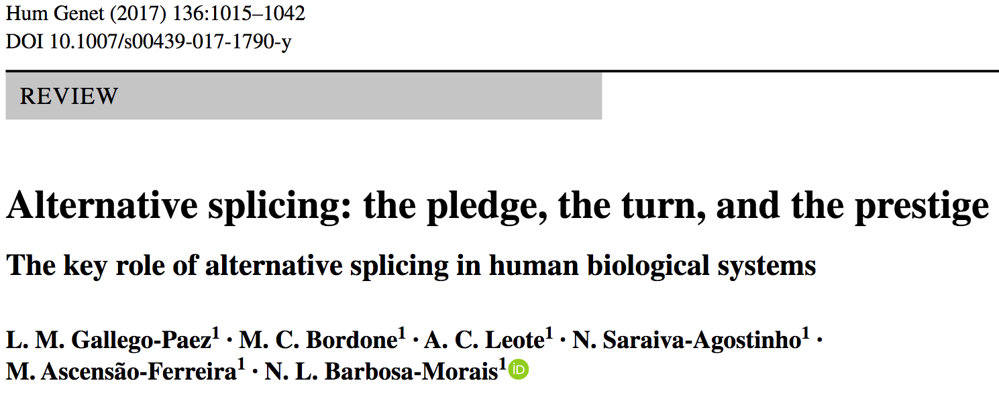 Hum Genet (2017) 136:1015–1042
DOI 10.1007/s00439-017-1790-y
REVIEW
Alternative splicing: the pledge, the turn, and the prestige
The key role of alternative splicing in human biological systems
L. M. Gallego-Paez1 · M. C. Bordone1 · A. C. Leote1 · N. Saraiva-Agostinho1 ·
M. Ascensão-Ferreira1 · N. L. Barbosa-Morais1 iD